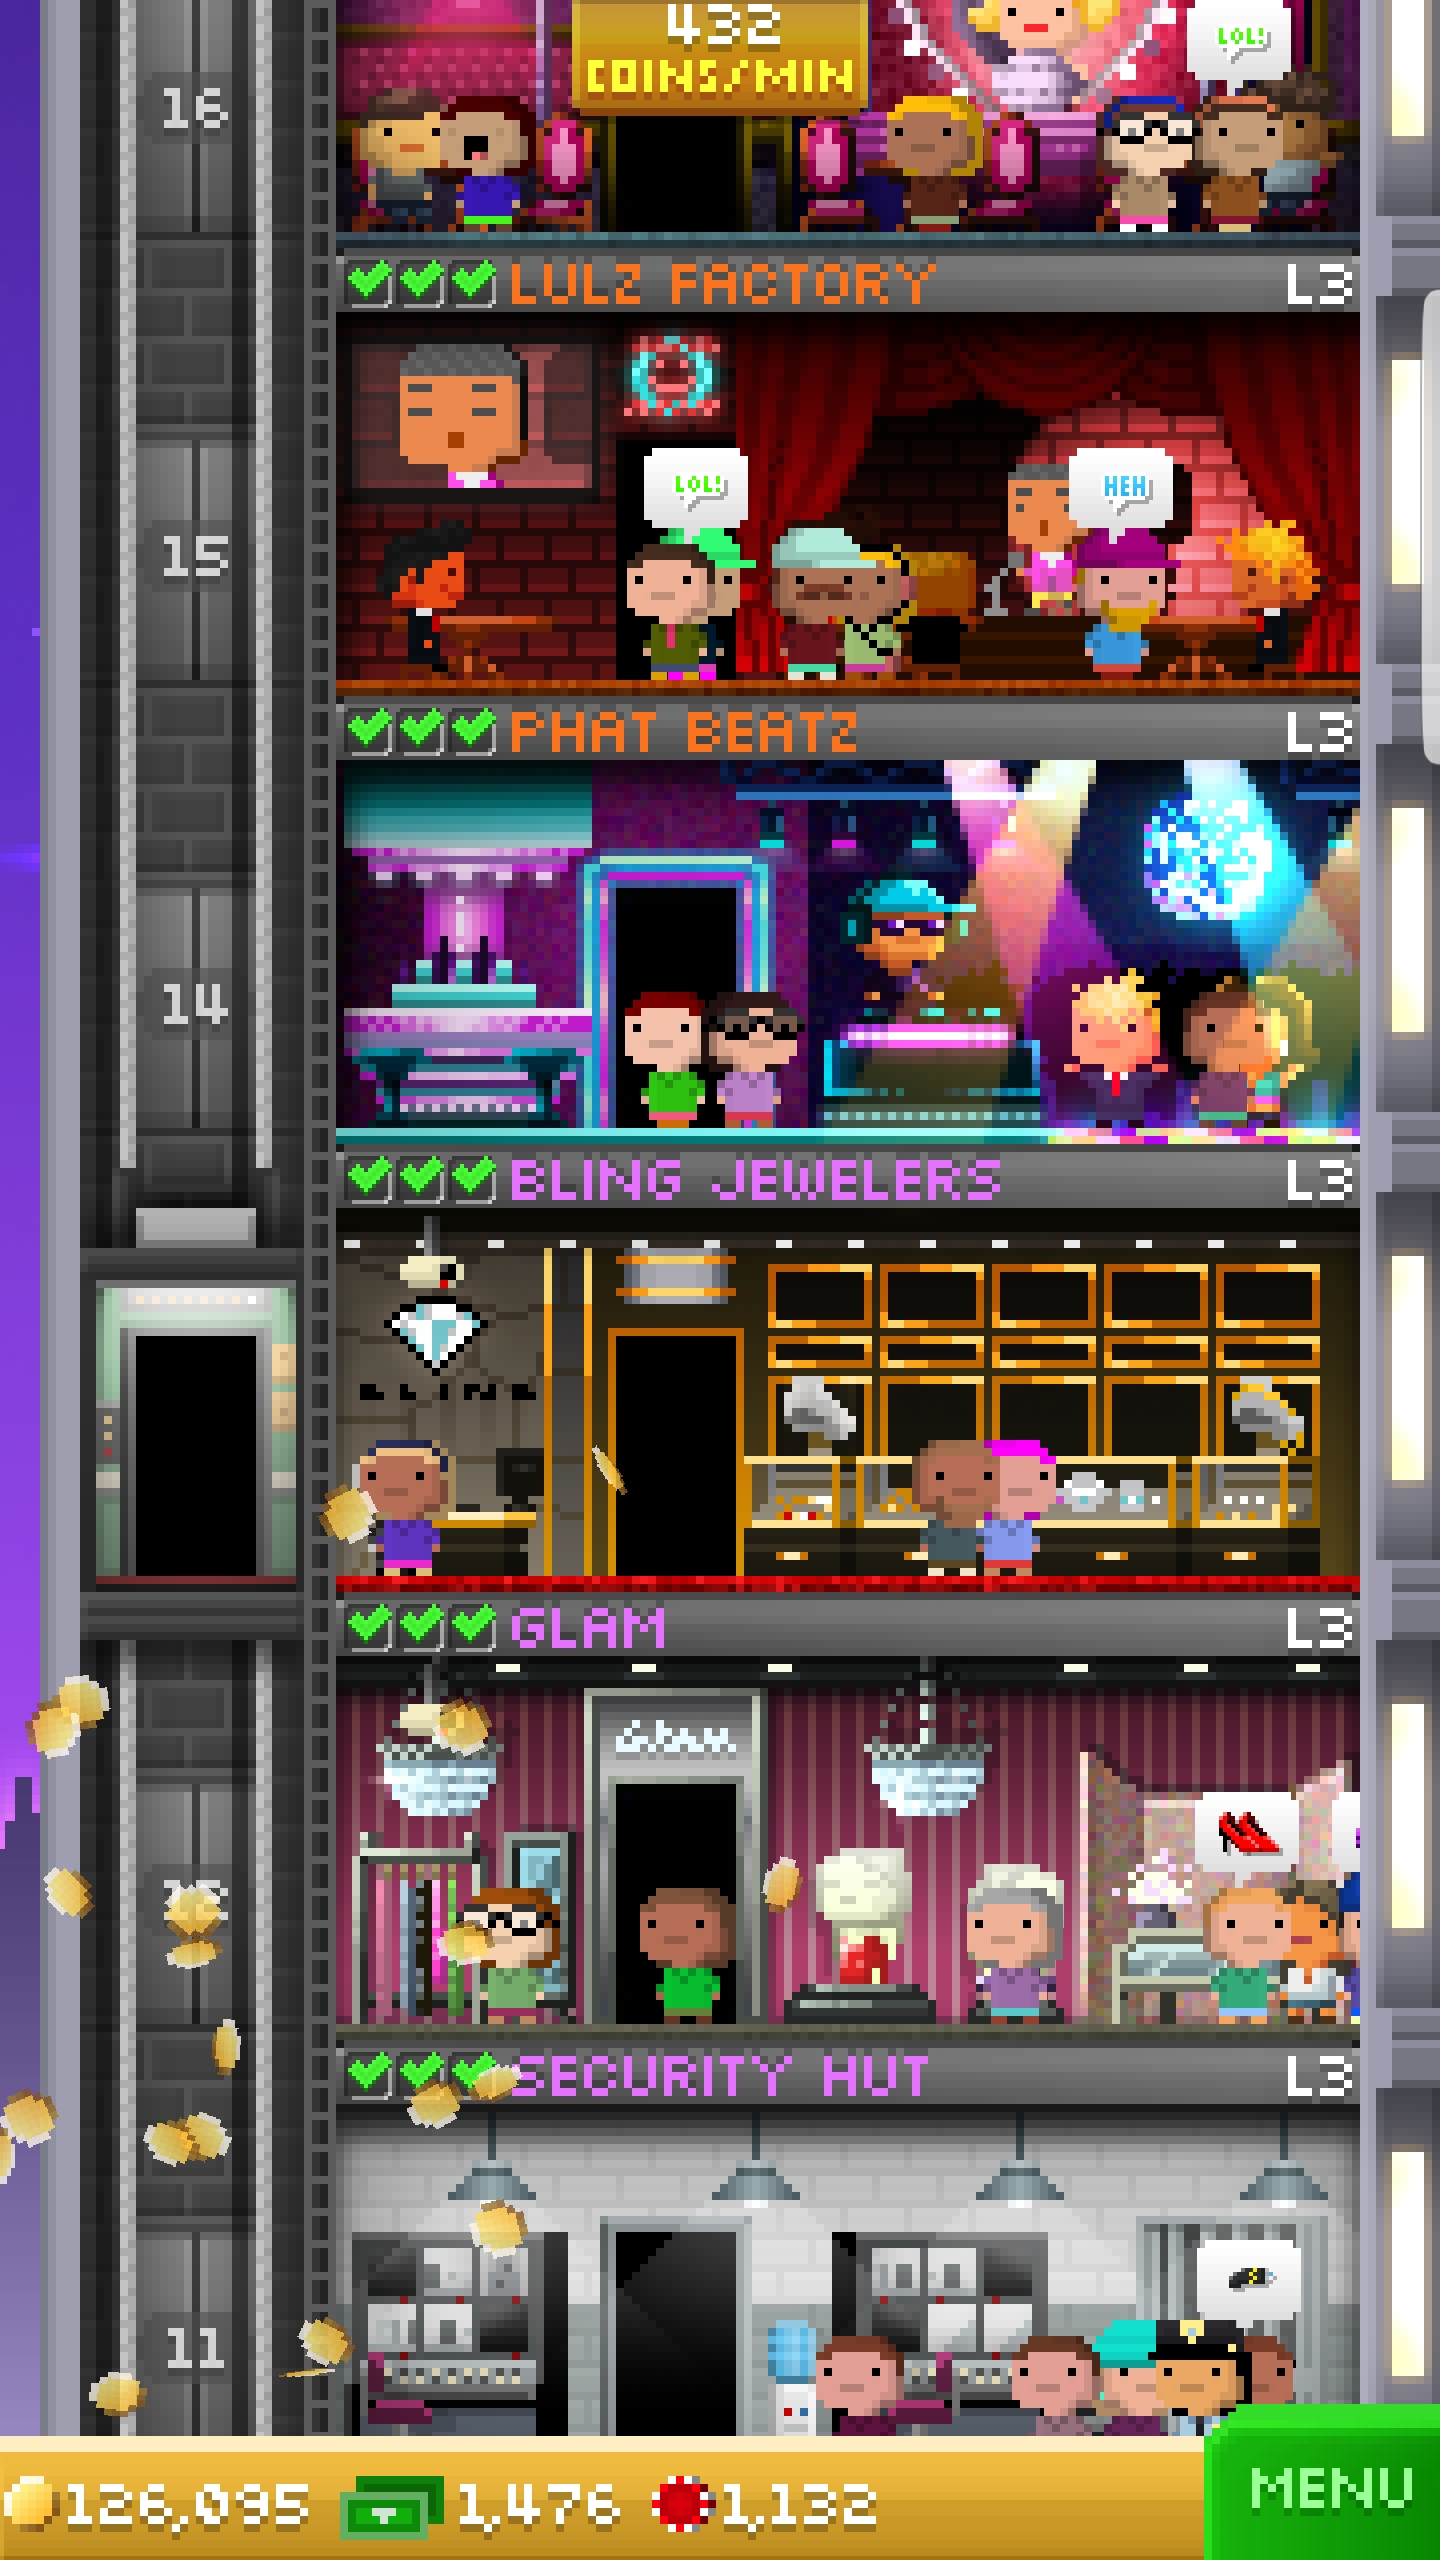 432
COINS/MIN
LOL!
16
LULZ FACTORY L3
LOL!
HEH
15
PHAT BEATZ L3
14
BLING JEWELERS L3
BLING
GLAM L3
Glam
SECURITY HUT L3
11
126,095 1,476 1,132
MENU